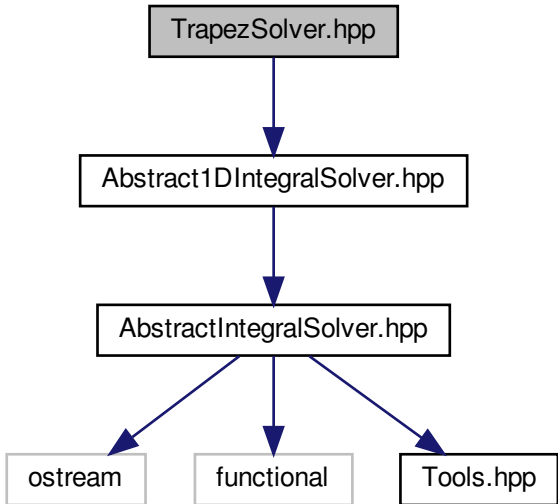 TrapezSolver.hpp
Abstract1DIntegralSolver.hpp
AbstractIntegralSolver.hpp
ostream
functional
Tools.hpp